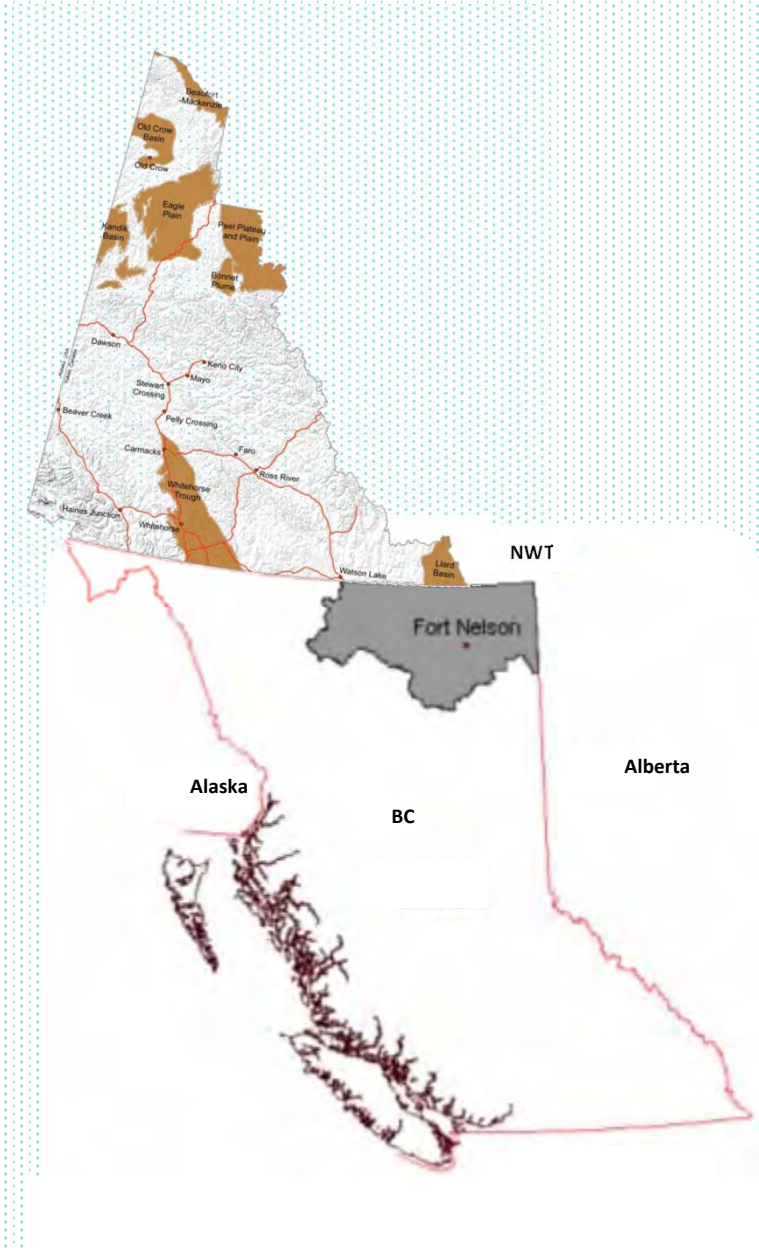 Beaufort
-Mackenzie
Old Crow
Basin
Old Crow
Eagle
Plain
Kandik
Basin
Peel Plateau
and Plain
Bonnet
Plume
Dawson
Keno City
Mayo
Stewart
Crossing
Beaver Creek
Pelly Crossing
Carmacks
Faro
Ross River
Whitehorse
Trough
Haines Junction
Whitehorse
Watson Lake
Liard
Basin
NWT
Fort Nelson
Alaska
BC
Alberta